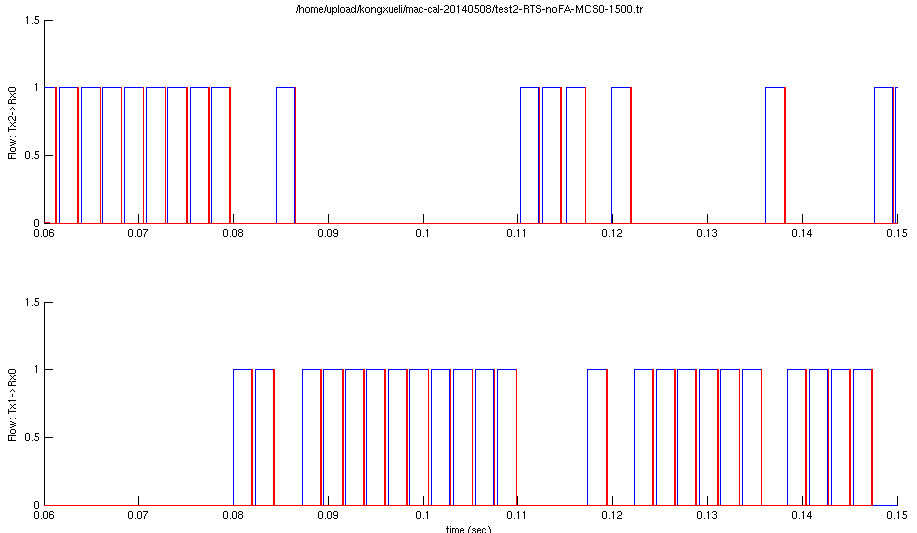 /home/upload/kongxueli/mac-cal-20140508/test2-RTS-noFA-MCS0-1500.tr
1.5
1
0.5
0
Flow: Tx2->Rx0
0.06 0.07 0.08 0.09 0.1 0.11 0.12 0.13 0.14 0.15
1.5
1
0.5
0
Flow: Tx1->Rx0
0.06 0.07 0.08 0.09 0.1 0.11 0.12 0.13 0.14 0.15
time (sec)